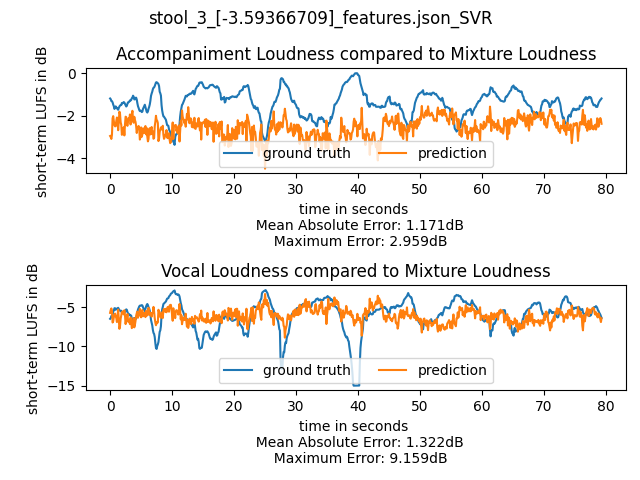 stool_3_[-3.59366709]_features.json_SVR
Accompaniment Loudness compared to Mixture Loudness
short-term LUFS in dB
0
−2
−4
ground truth prediction
0 10 20 30 40 50 60 70 80
time in seconds
Mean Absolute Error: 1.171dB
Maximum Error: 2.959dB
Vocal Loudness compared to Mixture Loudness
short-term LUFS in dB
−5
−10
−15
ground truth prediction
0 10 20 30 40 50 60 70 80
time in seconds
Mean Absolute Error: 1.322dB
Maximum Error: 9.159dB